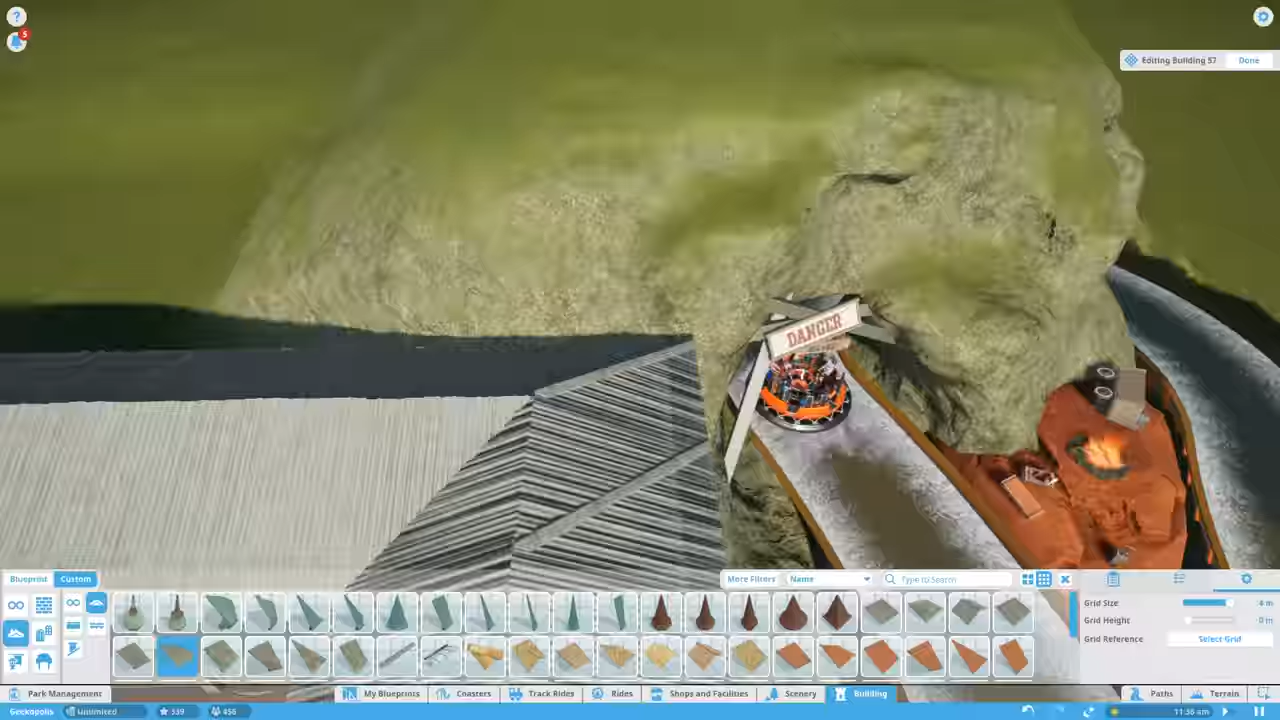 ?
5
Editing Building 57
Done
DANGER
Blueprint
Custom
More Filters
Name
Type to Search
Grid Size
4 m
Grid Height
0 m
Grid Reference
Select Grid
Park Management
My Blueprints
Coasters
Track Rides
Rides
Shops and Facilities
Scenery
Building
Paths
Terrain
Geekopolis
Unlimited
339
456
11:36 am